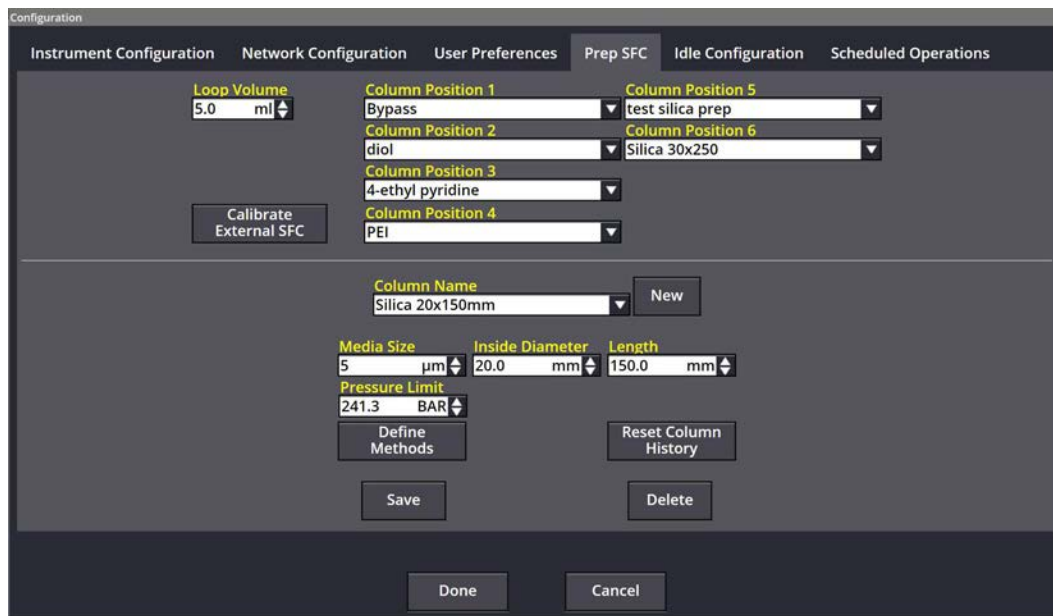 Configuration
Instrument Configuration Network Configuration User Preferences Prep SFC Idle Configuration Scheduled Operations
Loop Volume
5.0 ml
Column Position 1
Bypass
Column Position 2
diol
Column Position 3
4-ethyl pyridine
Column Position 4
PEI
Column Position 5
test silica prep
Column Position 6
Silica 30x250
Calibrate
External SFC
Column Name
Silica 20x150mm
New
Media Size
5 µm
Inside Diameter
20.0 mm
Length
150.0 mm
Pressure Limit
241.3 BAR
Define
Methods
Reset Column
History
Save
Delete
Done
Cancel